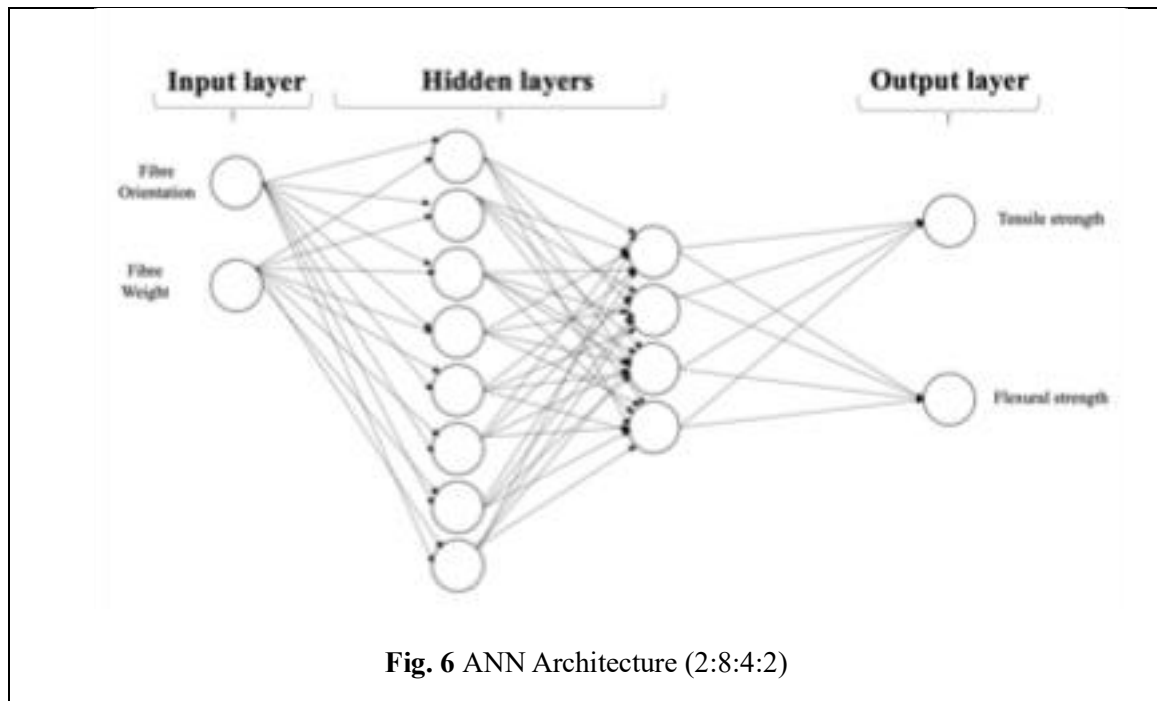 Input layer
Hidden layers
Output layer
Fibre
Orientation
Tensile strength
Fibre
Weight
Flexural strength
Fig. 6 ANN Architecture (2:8:4:2)